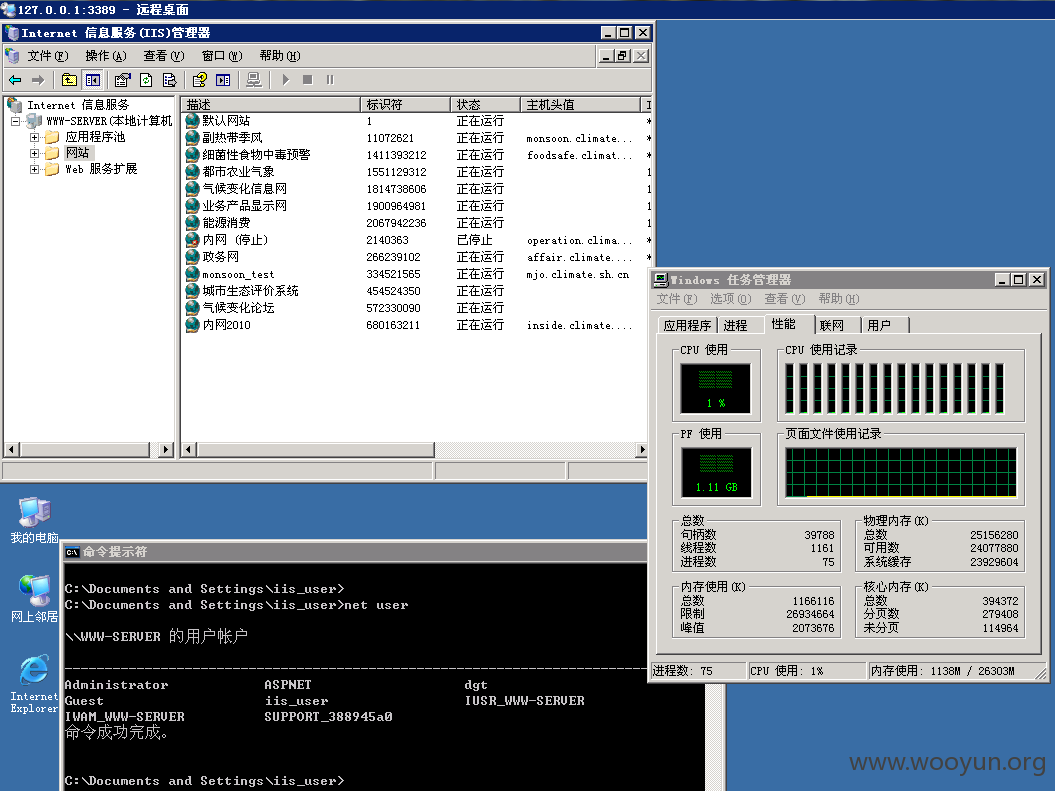 127.0.0.1:3389 - 远程桌面
Internet 信息服务(IIS)管理器
文件(F) 操作(A) 查看(V) 窗口(W) 帮助(H)
Internet 信息服务
WWW-SERVER(本地计算机
应用程序池
网站
Web 服务扩展
描述 标识符 状态 主机头值 I
默认网站 1 正在运行 *
副热带季风 11072621 正在运行 monsoon.climate... *
细菌性食物中毒预警 1411393212 正在运行 foodsafe.climat... *
都市农业气象 1551129312 正在运行 1
气候变化信息网 1814738606 正在运行 1
业务产品显示网 1900964981 正在运行 1
能源消费 2067942236 正在运行 1
内网 (停止) 2140363 已停止 operation.clima... *
政务网 266239102 正在运行 affair.climate.... *
monsoon_test 334521565 正在运行 mjo.climate.sh.cn
城市生态评价系统 454524350 正在运行
气候变化论坛 572330090 正在运行
内网2010 680163211 正在运行 inside.climate....
Windows 任务管理器
文件(F) 选项(O) 查看(V) 帮助(H)
应用程序 进程 性能 联网 用户
CPU 使用 CPU 使用记录
1 %
PF 使用 页面文件使用记录
1.11 GB
总数
句柄数 39788
线程数 1161
进程数 75
物理内存(K)
总数 25156280
可用数 24077880
系统缓存 23929604
内存使用(K)
总数 1166116
限制 26934664
峰值 2073676
核心内存(K)
总数 394372
分页数 279408
未分页 114964
进程数: 75 CPU 使用: 1% 内存使用: 1138M / 26303M
我的电脑
网上邻居
Internet
Explorer
命令提示符
C:\Documents and Settings\iis_user>
C:\Documents and Settings\iis_user>net user
\\WWW-SERVER 的用户帐户
-------------------------------------------------------------------------
Administrator ASPNET dgt
Guest iis_user IUSR_WWW-SERVER
IWAM_WWW-SERVER SUPPORT_388945a0
命令成功完成。
C:\Documents and Settings\iis_user>
www.wooyun.org